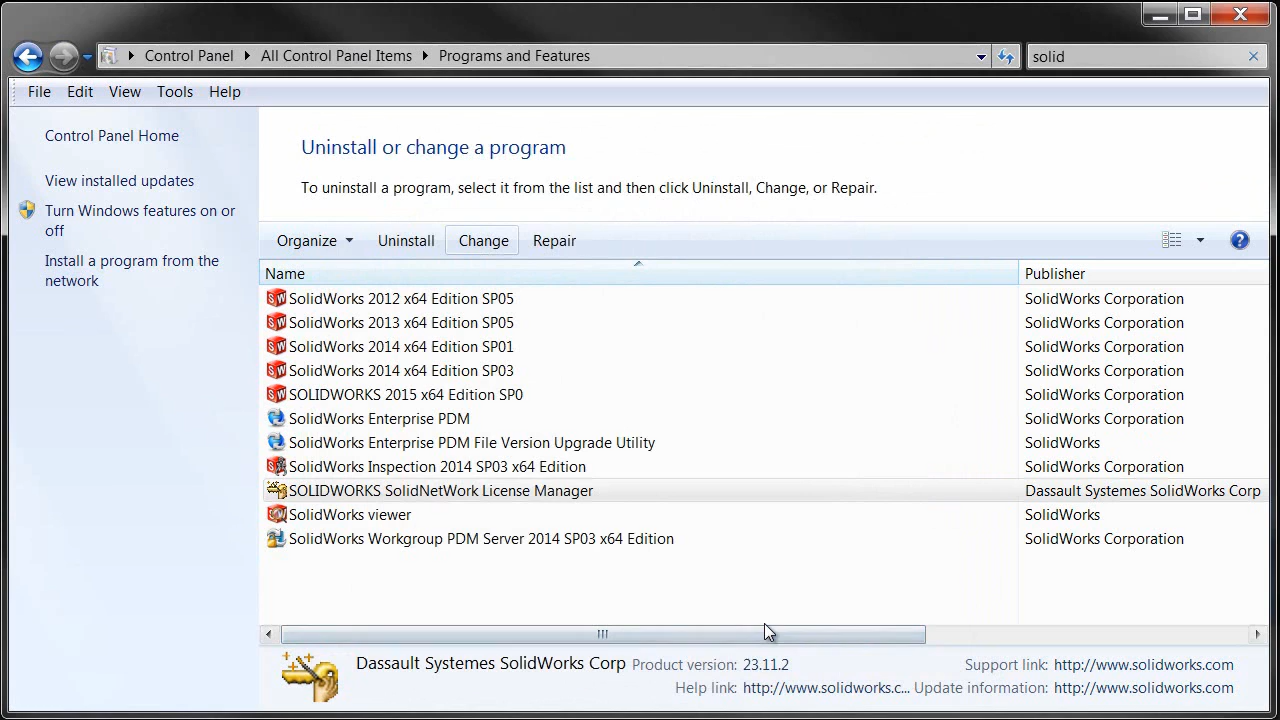 Control Panel All Control Panel Items Programs and Features solid
File Edit View Tools Help
Control Panel Home
View installed updates
Turn Windows features on or
off
Install a program from the
network
Uninstall or change a program
To uninstall a program, select it from the list and then click Uninstall, Change, or Repair.
Organize Uninstall Change Repair
Name Publisher
SolidWorks 2012 x64 Edition SP05 SolidWorks Corporation
SolidWorks 2013 x64 Edition SP05 SolidWorks Corporation
SolidWorks 2014 x64 Edition SP01 SolidWorks Corporation
SolidWorks 2014 x64 Edition SP03 SolidWorks Corporation
SOLIDWORKS 2015 x64 Edition SP0 SolidWorks Corporation
SolidWorks Enterprise PDM SolidWorks Corporation
SolidWorks Enterprise PDM File Version Upgrade Utility SolidWorks
SolidWorks Inspection 2014 SP03 x64 Edition SolidWorks Corporation
SOLIDWORKS SolidNetWork License Manager Dassault Systemes SolidWorks Corp
SolidWorks viewer SolidWorks
SolidWorks Workgroup PDM Server 2014 SP03 x64 Edition SolidWorks Corporation
Dassault Systemes SolidWorks Corp Product version: 23.11.2 Support link: http://www.solidworks.com
Help link: http://www.solidworks.c... Update information: http://www.solidworks.com